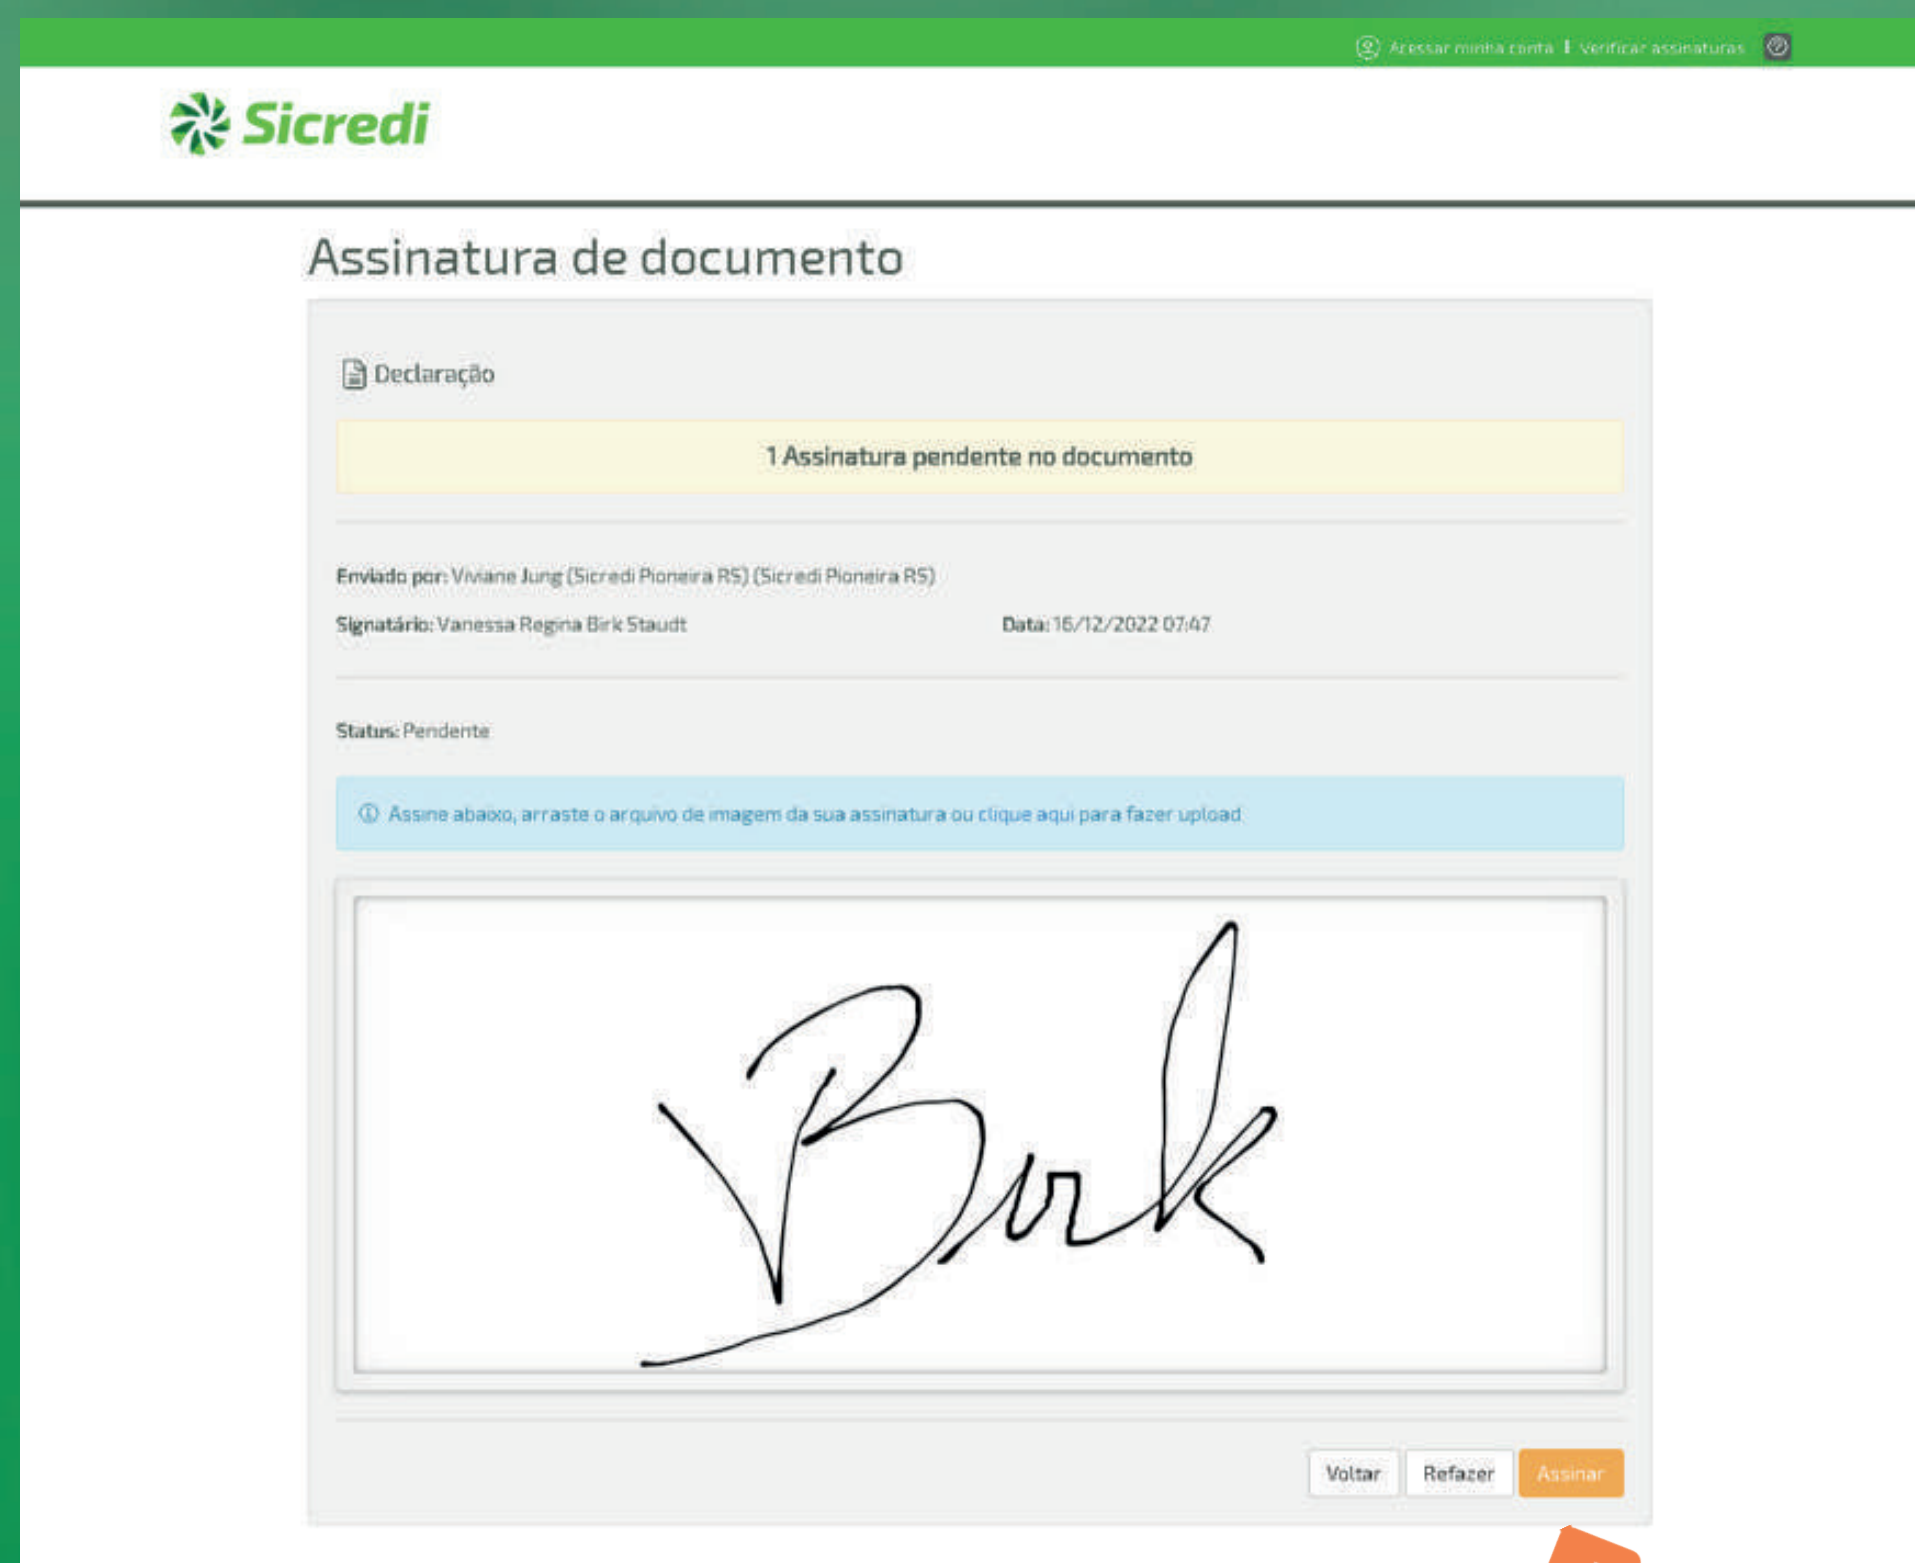 Acessar minha conta | Verificar assinaturas
Sicredi
Assinatura de documento
Declaração
1 Assinatura pendente no documento
Enviado por: Viviane Jung (Sicredi Pioneira RS) (Sicredi Pioneira RS)
Signatário: Vanessa Regina Birk Staudt Data: 16/12/2022 07:47
Status: Pendente
Assine abaixo, arraste o arquivo de imagem da sua assinatura ou clique aqui para fazer upload
VBirk
Voltar Refazer Assinar